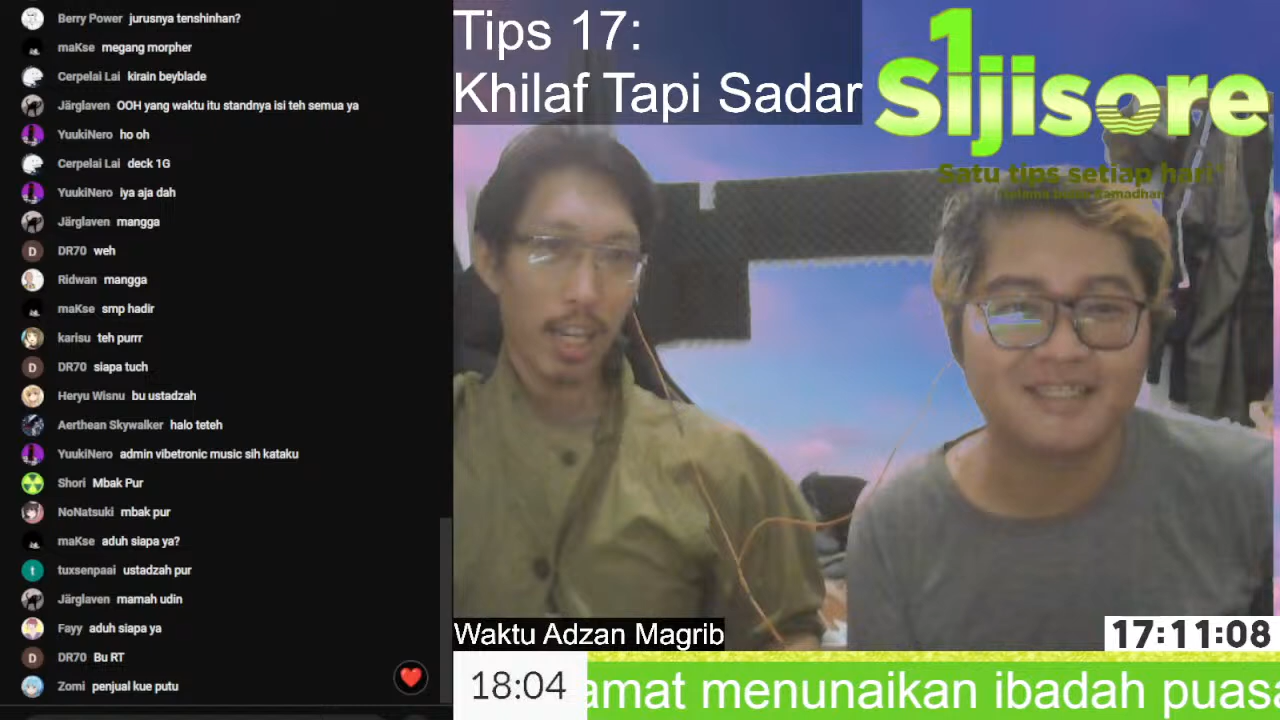 Berry Power jurusnya tenshinhan?
maKse megang morpher
Cerpelai Lai kirain beyblade
Järglaven OOH yang waktu itu standnya isi teh semua ya
YuukiNero ho oh
Cerpelai Lai deck 1G
YuukiNero iya aja dah
Järglaven mangga
D DR70 weh
Ridwan mangga
maKse smp hadir
karisu teh purrr
D DR70 siapa tuch
Heryu Wisnu bu ustadzah
Aerthean Skywalker halo teteh
YuukiNero admin vibetronic music sih kataku
Shori Mbak Pur
NoNatsuki mbak pur
maKse aduh siapa ya?
t tuxsenpaai ustadzah pur
Järglaven mamah udin
Fayy aduh siapa ya
D DR70 Bu RT
Zomi penjual kue putu
Tips 17:
Khilaf Tapi Sadar
S1jisore
Satu tips setiap hari*
*selama bulan Ramadhan
Waktu Adzan Magrib
17:11:08
18:04
amat menunaikan ibadah puasa